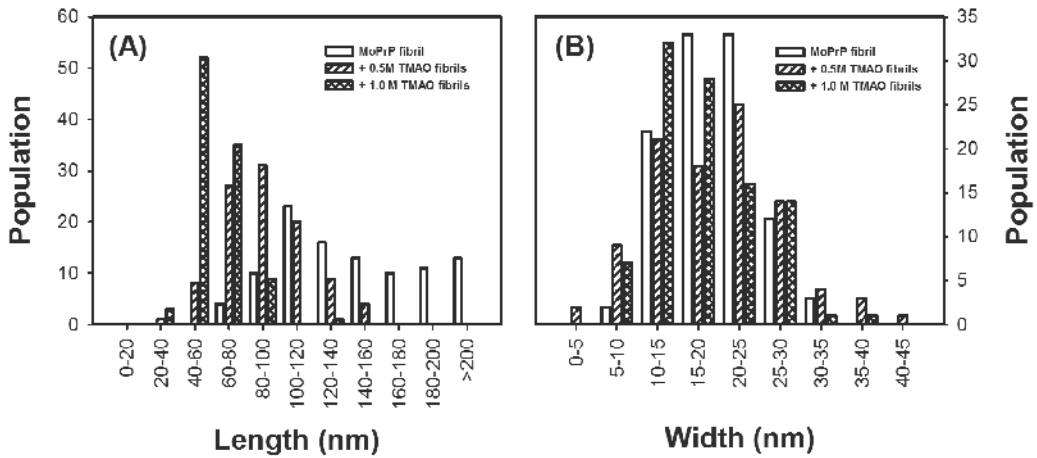 (A)
MoPrP fibril
+ 0.5M TMAO fibrils
+ 1.0 M TMAO fibrils
Population
60
50
40
30
20
10
0
0-20
20-40
40-60
60-80
80-100
100-120
120-140
140-160
160-180
180-200
>200
Length (nm)
(B)
MoPrP fibril
+ 0.5M TMAO fibrils
+ 1.0 M TMAO fibrils
35
30
25
20
15
10
5
0
Population
0-5
5-10
10-15
15-20
20-25
25-30
30-35
35-40
40-45
Width (nm)